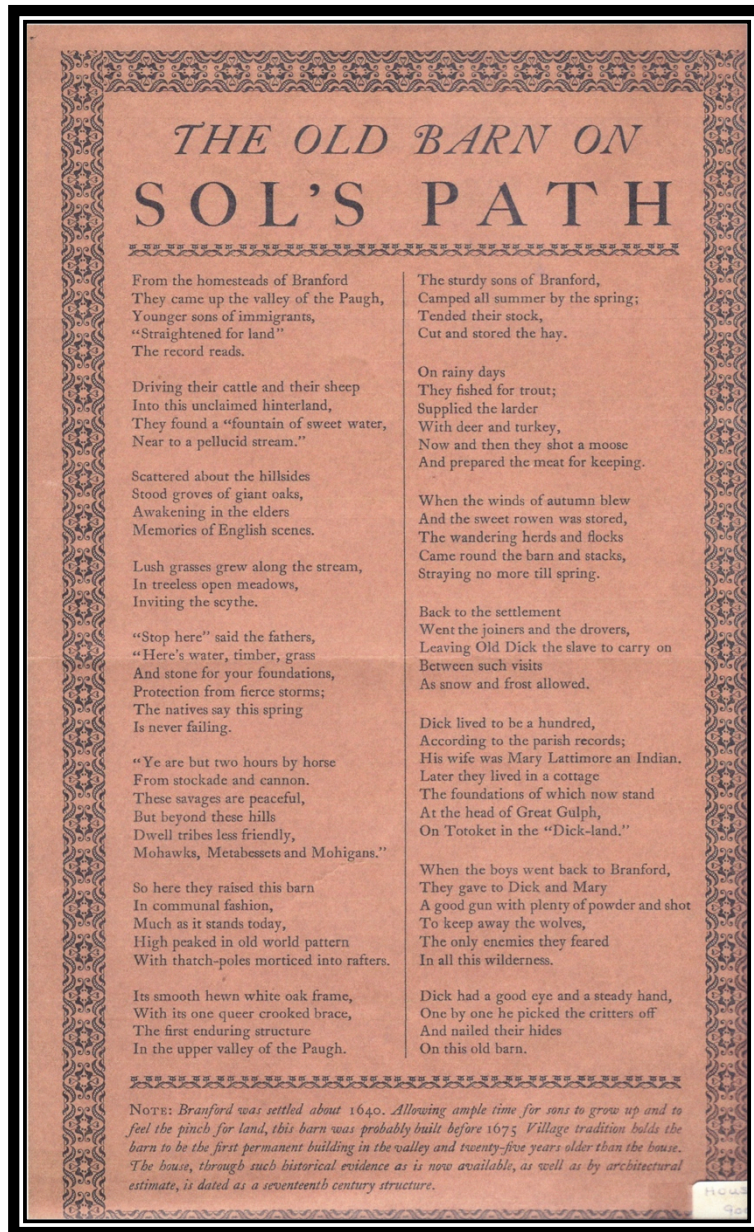 THE OLD BARN ON
SOL'S PATH
From the homesteads of Branford
They came up the valley of the Paugh,
Younger sons of immigrants,
“Straightened for land”
The record reads.
Driving their cattle and their sheep
Into this unclaimed hinterland,
They found a “fountain of sweet water,
Near to a pellucid stream.”
Scattered about the hillsides
Stood groves of giant oaks,
Awakening in the elders
Memories of English scenes.
Lush grasses grew along the stream,
In treeless open meadows,
Inviting the scythe.
“Stop here” said the fathers,
“Here's water, timber, grass
And stone for your foundations,
Protection from fierce storms;
The natives say this spring
Is never failing.
“Ye are but two hours by horse
From stockade and cannon.
These savages are peaceful,
But beyond these hills
Dwell tribes less friendly,
Mohawks, Metabessets and Mohigans.”
So here they raised this barn
In communal fashion,
Much as it stands today,
High peaked in old world pattern
With thatch-poles morticed into rafters.
Its smooth hewn white oak frame,
With its one queer crooked brace,
The first enduring structure
In the upper valley of the Paugh.
The sturdy sons of Branford,
Camped all summer by the spring;
Tended their stock,
Cut and stored the hay.
On rainy days
They fished for trout;
Supplied the larder
With deer and turkey,
Now and then they shot a moose
And prepared the meat for keeping.
When the winds of autumn blew
And the sweet rowen was stored,
The wandering herds and flocks
Came round the barn and stacks,
Straying no more till spring.
Back to the settlement
Went the joiners and the drovers,
Leaving Old Dick the slave to carry on
Between such visits
As snow and frost allowed.
Dick lived to be a hundred,
According to the parish records;
His wife was Mary Lattimore an Indian.
Later they lived in a cottage
The foundations of which now stand
At the head of Great Gulph,
On Totoket in the “Dick-land.”
When the boys went back to Branford,
They gave to Dick and Mary
A good gun with plenty of powder and shot
To keep away the wolves,
The only enemies they feared
In all this wilderness.
Dick had a good eye and a steady hand,
One by one he picked the critters off
And nailed their hides
On this old barn.
NOTE: Branford was settled about 1640. Allowing ample time for sons to grow up and to
feel the pinch for land, this barn was probably built before 1675 Village tradition holds the
barn to be the first permanent building in the valley and twenty-five years older than the house.
The house, through such historical evidence as is now available, as well as by architectural
estimate, is dated as a seventeenth century structure.